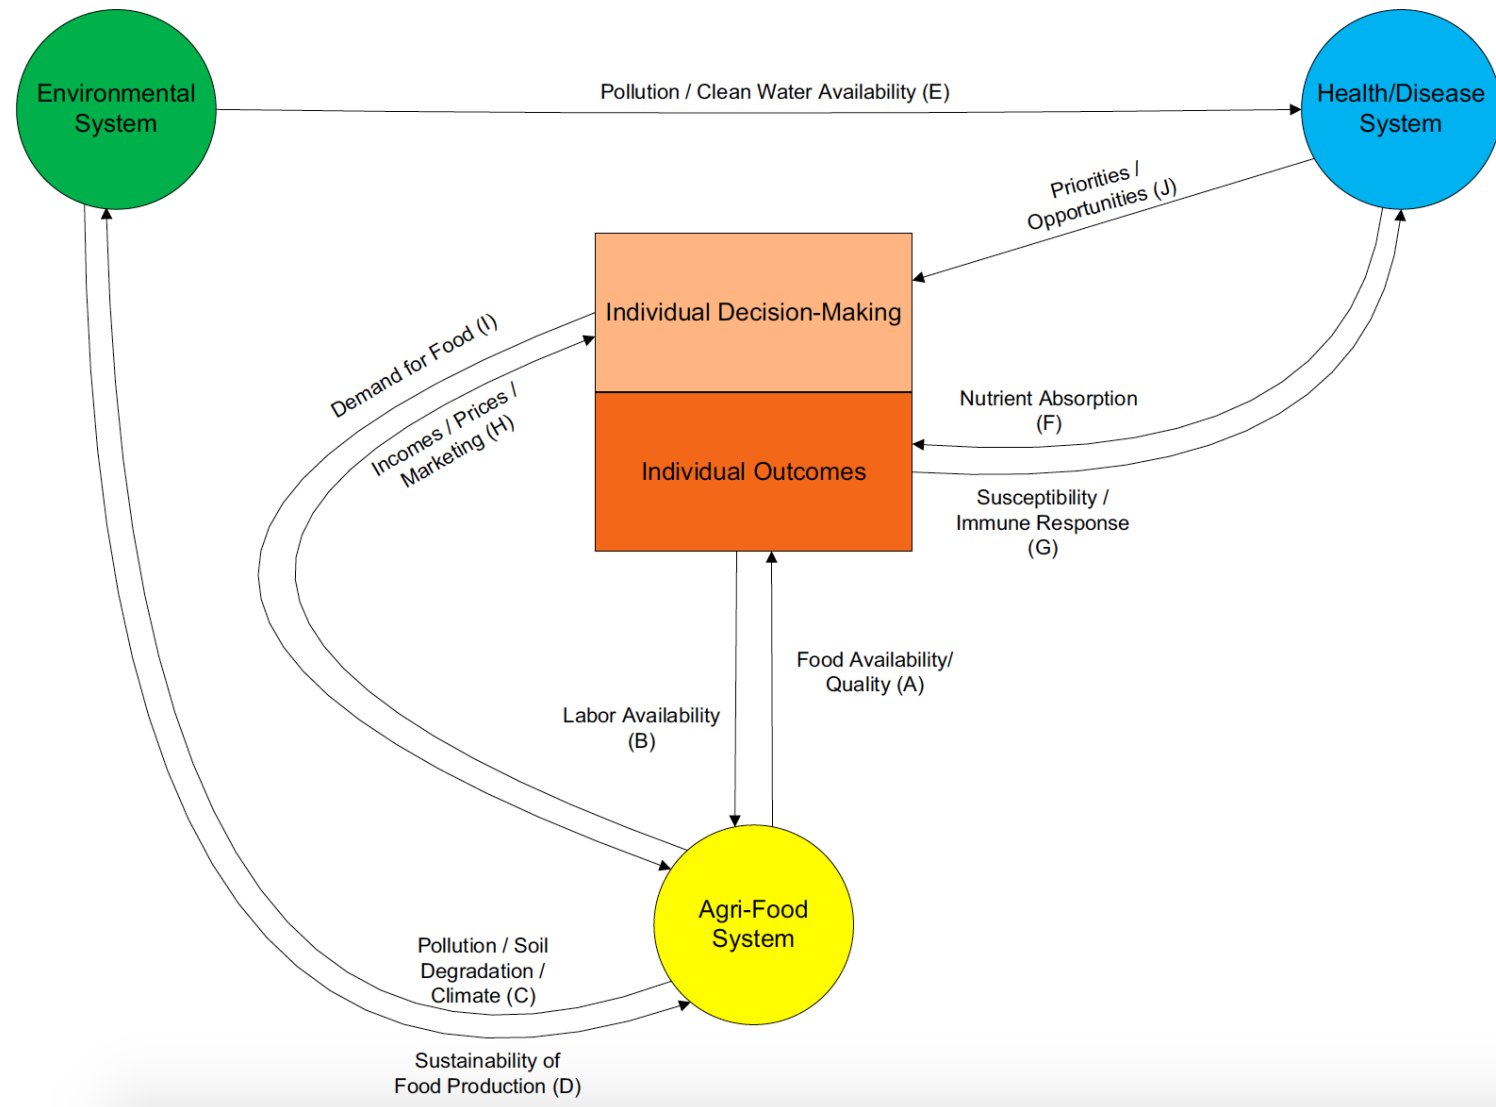 Environmental
System
Pollution / Clean Water Availability (E)
Health/Disease
System
Priorities /
Opportunities (J)
Individual Decision-Making
Demand for Food (I)
Incomes / Prices /
Marketing (H)
Nutrient Absorption
(F)
Individual Outcomes
Susceptibility /
Immune Response
(G)
Food Availability/
Quality (A)
Labor Availability
(B)
Agri-Food
System
Pollution / Soil
Degradation /
Climate (C)
Sustainability of
Food Production (D)